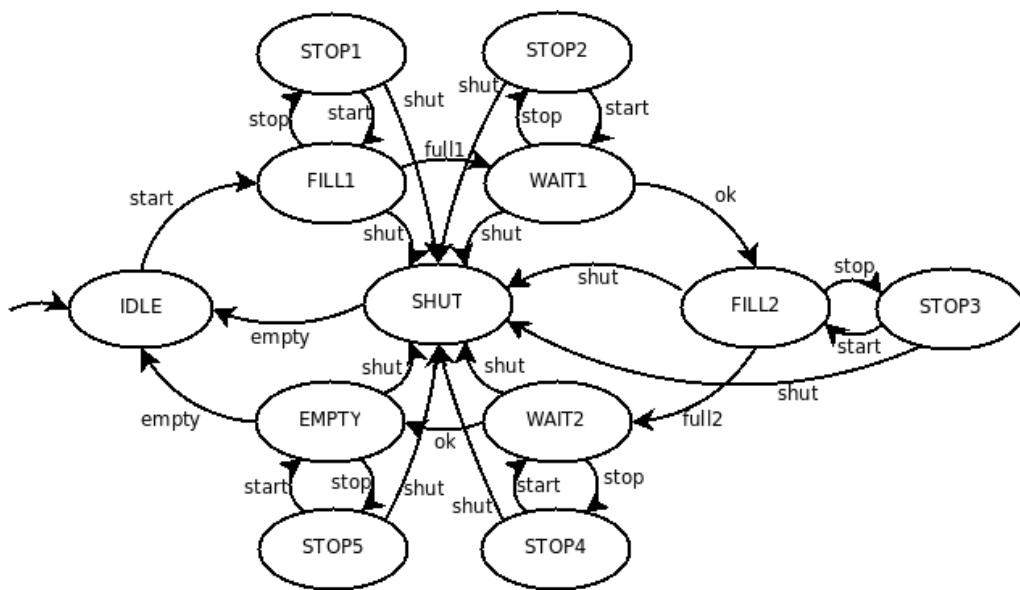 STOP1
STOP2
shut
shut
stop
start
stop
start
full1
FILL1
WAIT1
start
ok
shut
shut
stop
shut
IDLE
SHUT
FILL2
STOP3
empty
start
shut
shut
shut
empty
EMPTY
WAIT2
full2
ok
start
stop
start
stop
shut
shut
STOP5
STOP4